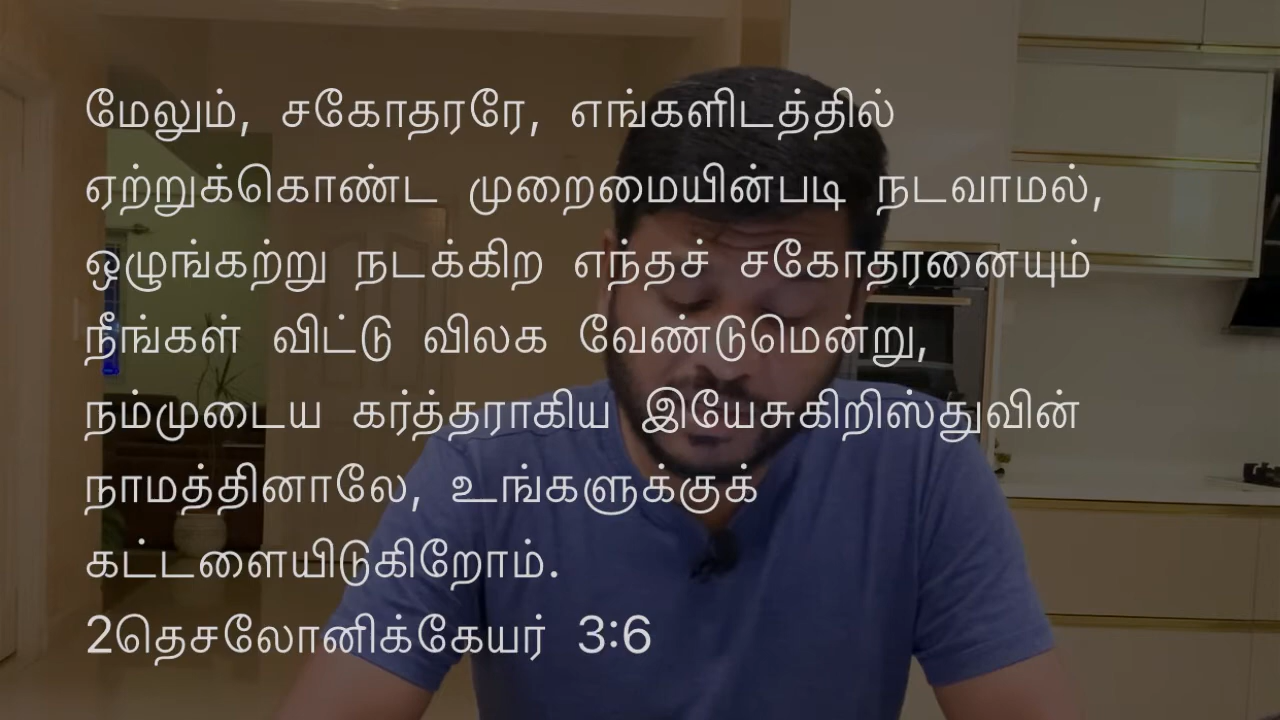 மேலும், சகோதரரே, எங்களிடத்தில்
ஏற்றுக்கொண்ட முறைமையின்படி நடவாமல்,
ஒழுங்கற்று நடக்கிற எந்தச் சகோதரனையும்
நீங்கள் விட்டு விலக வேண்டுமென்று,
நம்முடைய கர்த்தராகிய இயேசுகிறிஸ்துவின்
நாமத்தினாலே, உங்களுக்குக்
கட்டளையிடுகிறோம்.
2தெசலோனிக்கேயர் 3:6